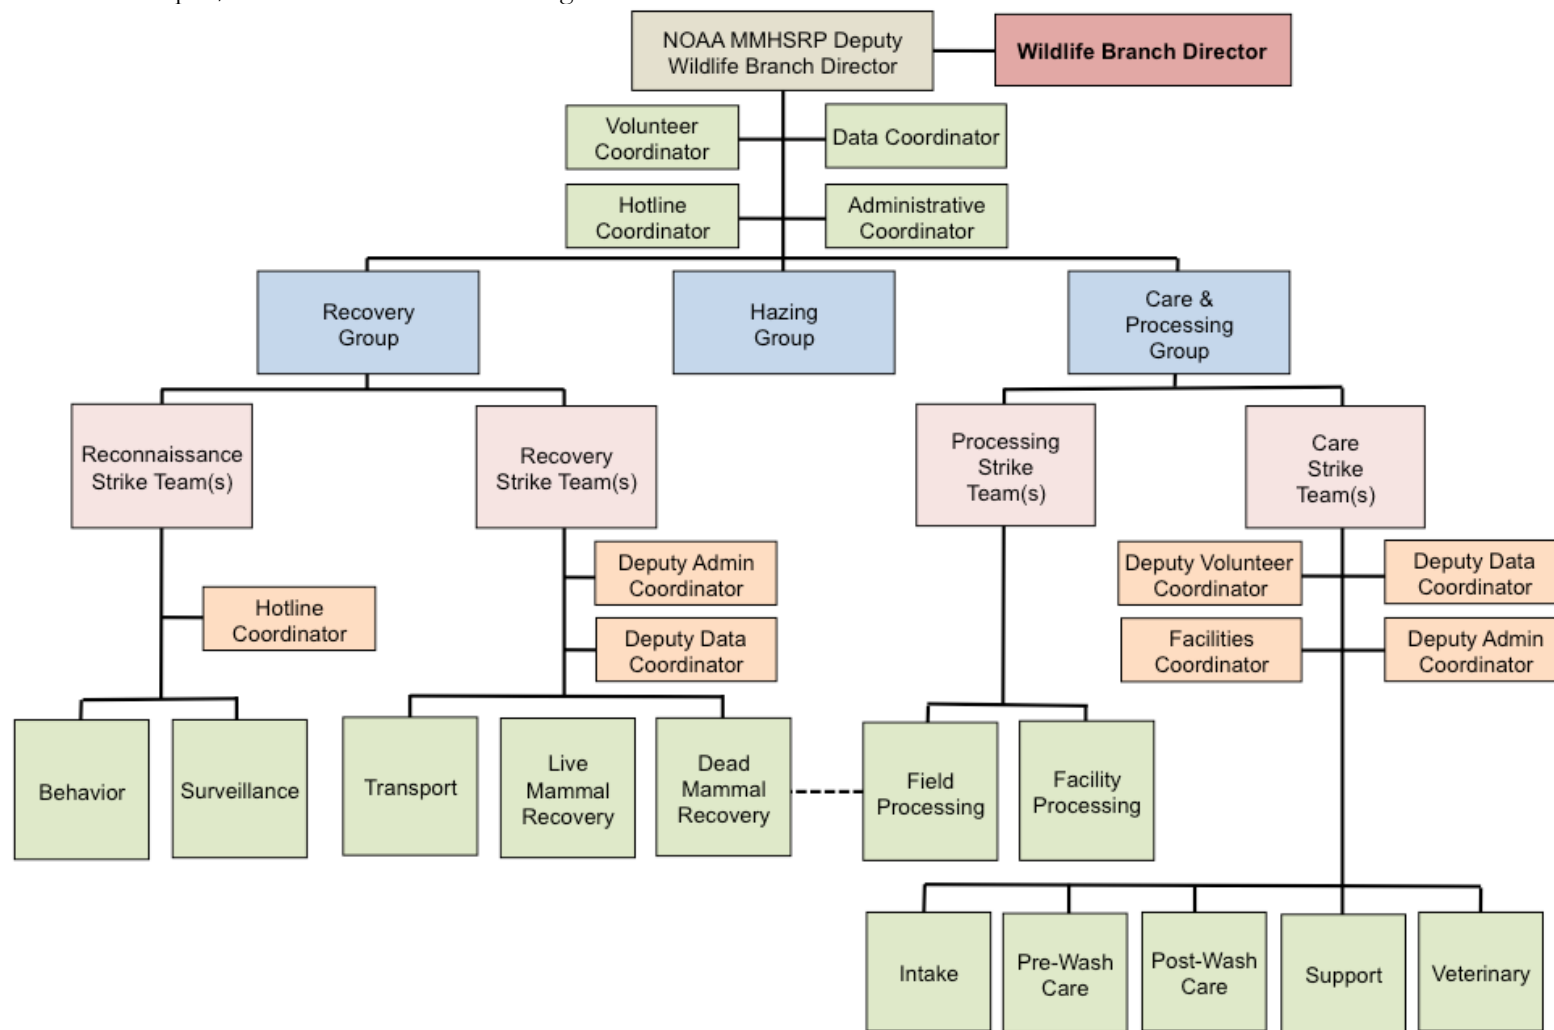 NOAA MMHSRP Deputy
Wildlife Branch Director
Wildlife Branch Director
Volunteer
Coordinator
Data Coordinator
Hotline
Coordinator
Administrative
Coordinator
Recovery
Group
Hazing
Group
Care &
Processing
Group
Reconnaissance
Strike Team(s)
Recovery
Strike Team(s)
Processing
Strike
Team(s)
Care
Strike
Team(s)
Hotline
Coordinator
Deputy Admin
Coordinator
Deputy Data
Coordinator
Deputy Volunteer
Coordinator
Deputy Data
Coordinator
Facilities
Coordinator
Deputy Admin
Coordinator
Behavior
Surveillance
Transport
Live
Mammal
Recovery
Dead
Mammal
Recovery
Field
Processing
Facility
Processing
Intake
Pre-Wash
Care
Post-Wash
Care
Support
Veterinary